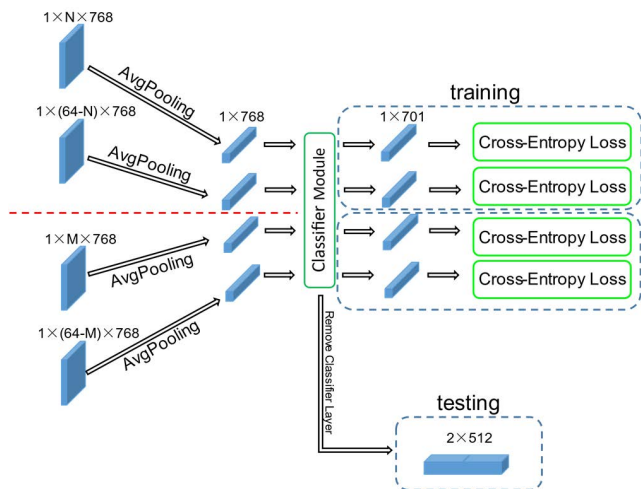 1×N×768
AvgPooling
training
1×(64-N)×768
1×768
1×701
Cross-Entropy Loss
AvgPooling
Cross-Entropy Loss
Classifier Module
1×M×768
Cross-Entropy Loss
AvgPooling
Cross-Entropy Loss
1×(64-M)×768
AvgPooling
Remove Classifier
Layer
testing
2×512